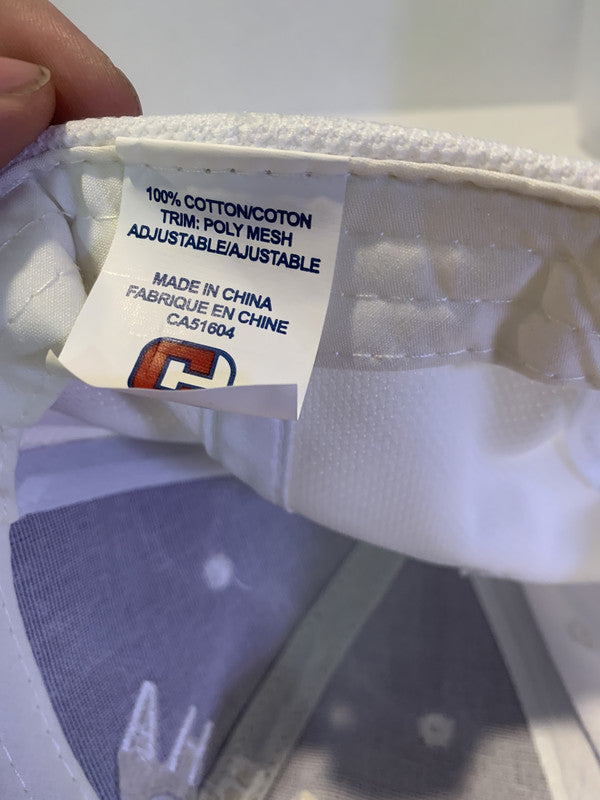 100% COTTON/COTON
TRIM: POLY MESH
ADJUSTABLE/AJUSTABLE
MADE IN CHINA
FABRIQUE EN CHINE
CA51604